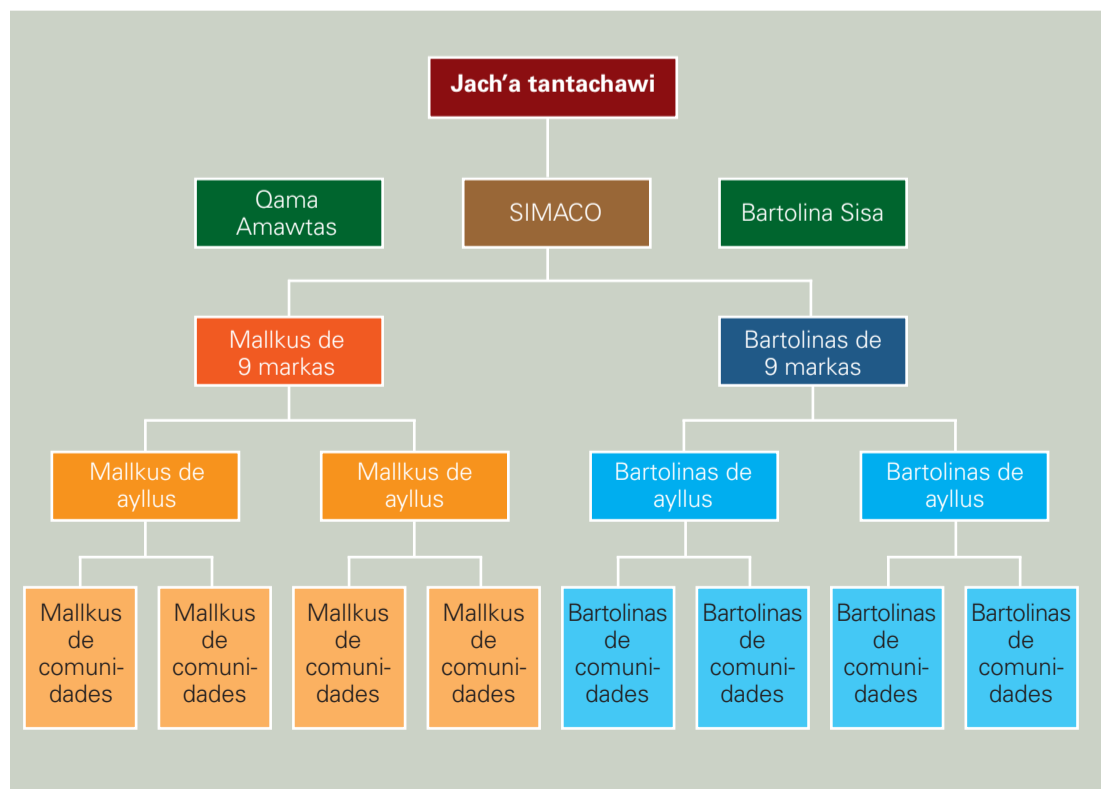 Jach’a tantachawi
Qama
Amawtas
SIMACO
Bartolina Sisa
Mallkus de
9 markas
Bartolinas de
9 markas
Mallkus de
ayllus
Mallkus de
ayllus
Bartolinas de
ayllus
Bartolinas de
ayllus
Mallkus
de
comuni-
dades
Mallkus
de
comuni-
dades
Mallkus
de
comuni-
dades
Mallkus
de
comuni-
dades
Bartolinas
de
comuni-
dades
Bartolinas
de
comuni-
dades
Bartolinas
de
comuni-
dades
Bartolinas
de
comuni-
dades